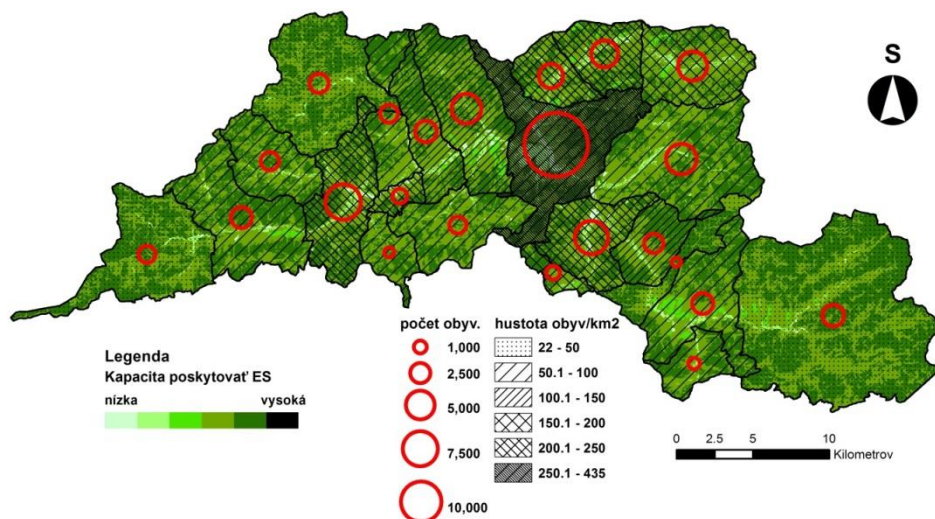 S
Legenda
Kapacita poskytovať ES
nízka vysoká
počet obyv.
1,000
2,500
5,000
7,500
10,000
hustota obyv/km2
22 - 50
50.1 - 100
100.1 - 150
150.1 - 200
200.1 - 250
250.1 - 435
0 2.5 5 10
Kilometrov